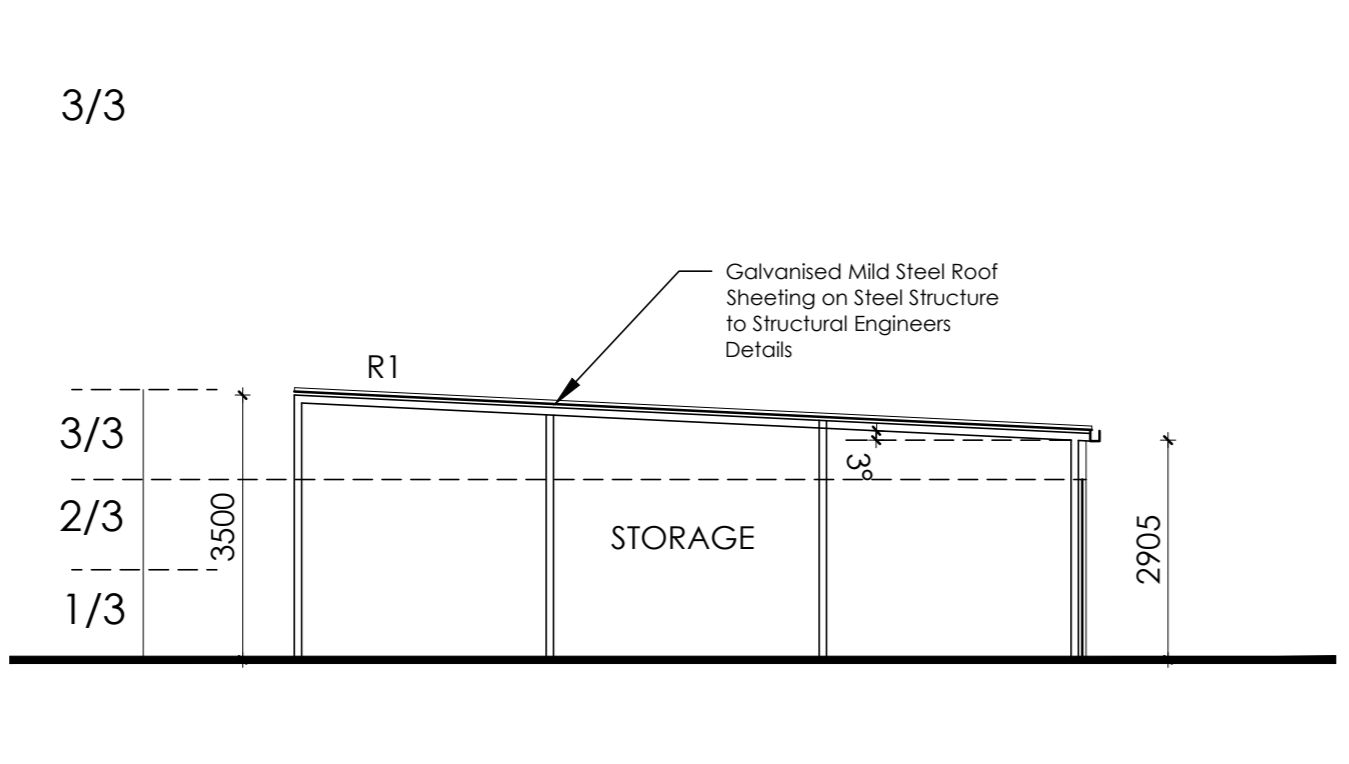 3/3
Galvanised Mild Steel Roof
Sheeting on Steel Structure
to Structural Engineers
Details
R1
3/3
3°
2/3
3500
STORAGE
2905
1/3